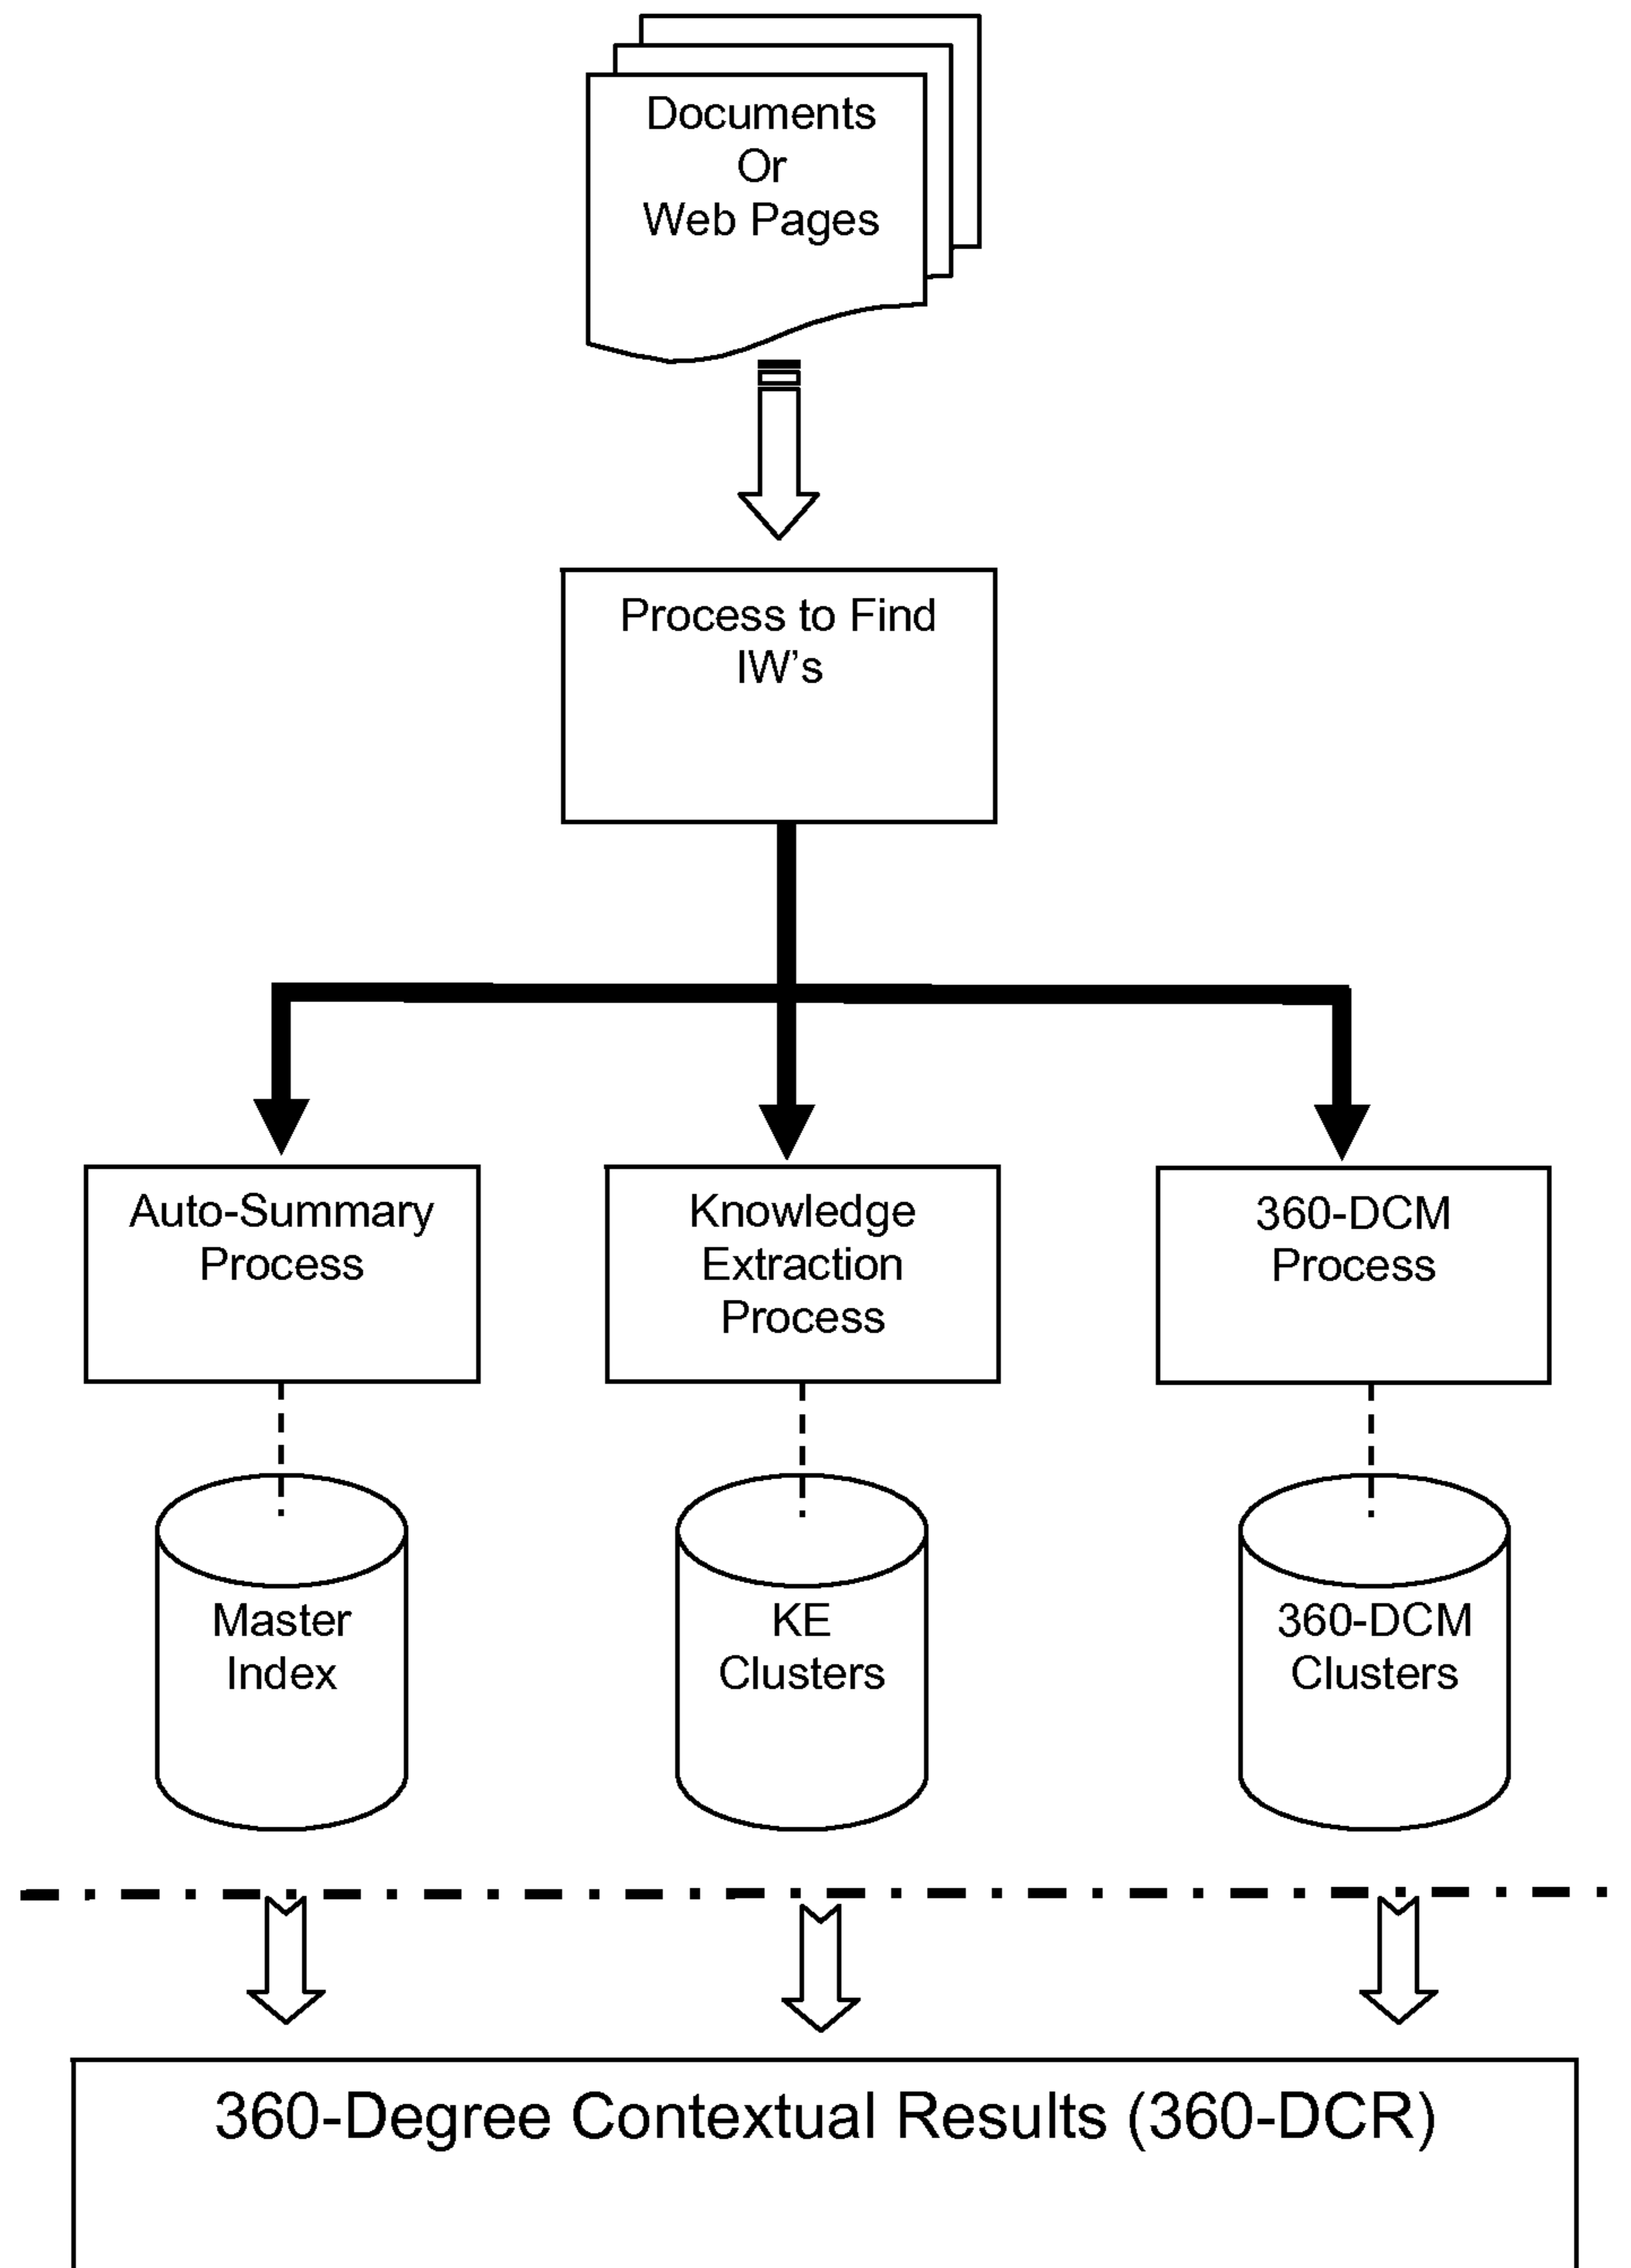 Documents
Or
Web Pages
Process to Find
IW's
Auto-Summary
Process
Knowledge
Extraction
Process
360-DCM
Process
Master
Index
KE
Clusters
360-DCM
Clusters
360-Degree Contextual Results (360-DCR)